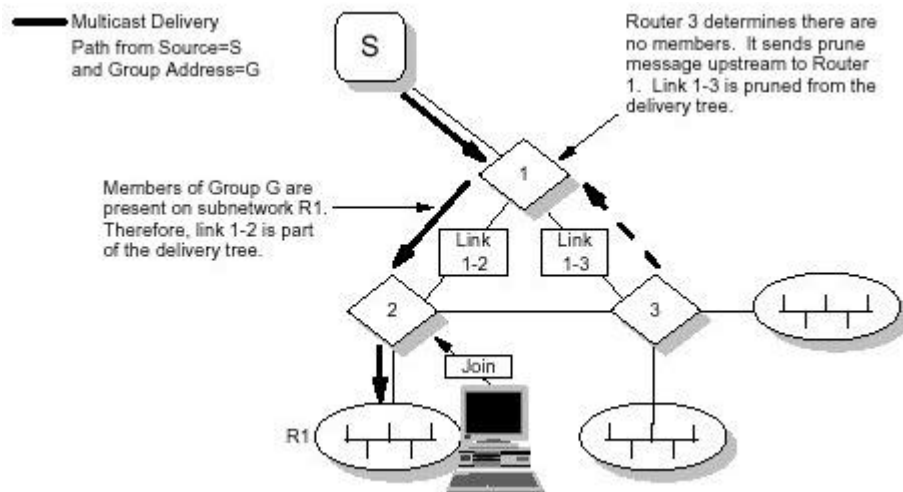 Multicast Delivery
Path from Source=S
and Group Address=G
S
Router 3 determines there are
no members. It sends prune
message upstream to Router
1. Link 1-3 is pruned from the
delivery tree.
1
Members of Group G are
present on subnetwork R1.
Therefore, link 1-2 is part
of the delivery tree.
Link
1-2
Link
1-3
2
3
Join
R1